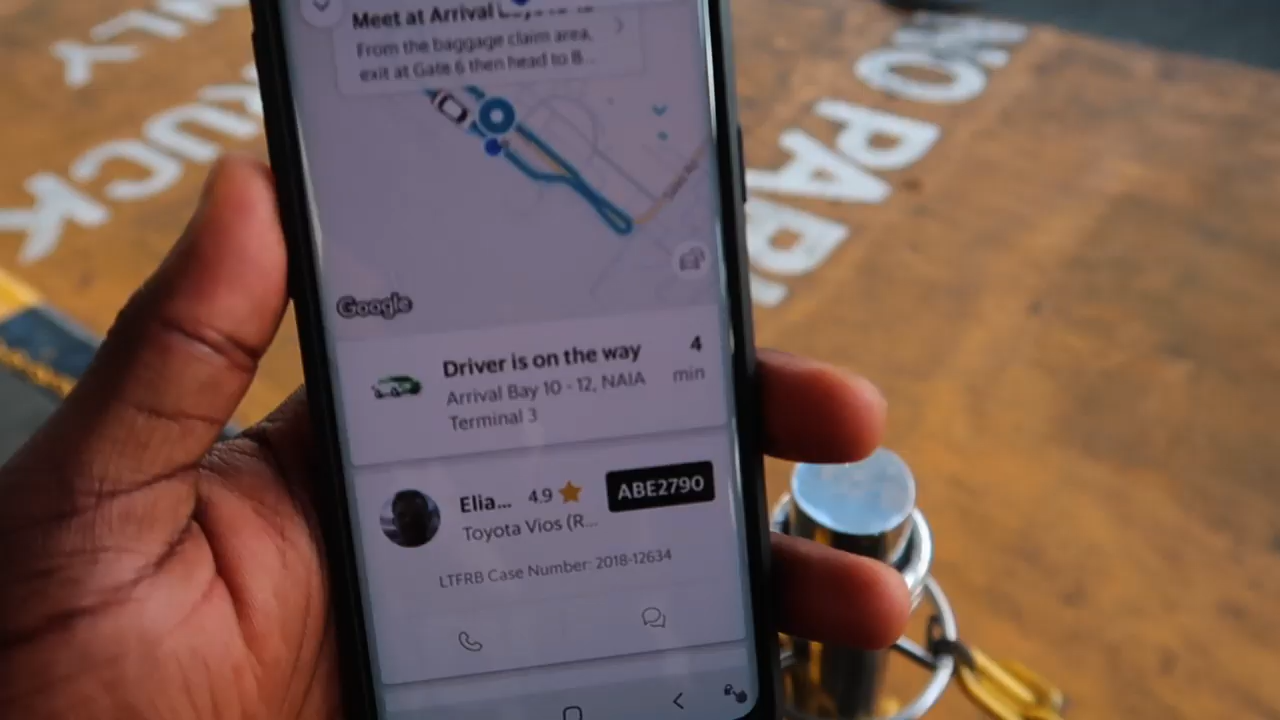 Meet at Arrival
From the baggage claim area,
exit at Gate 6 then head to B...
Google
Driver is on the way
4
min
Arrival Bay 10 - 12, NAIA
Terminal 3
Elia... 4.9
ABE2790
Toyota Vios (R...
LTFRB Case Number: 2018-12634
NLY
RUCK
NO PARK